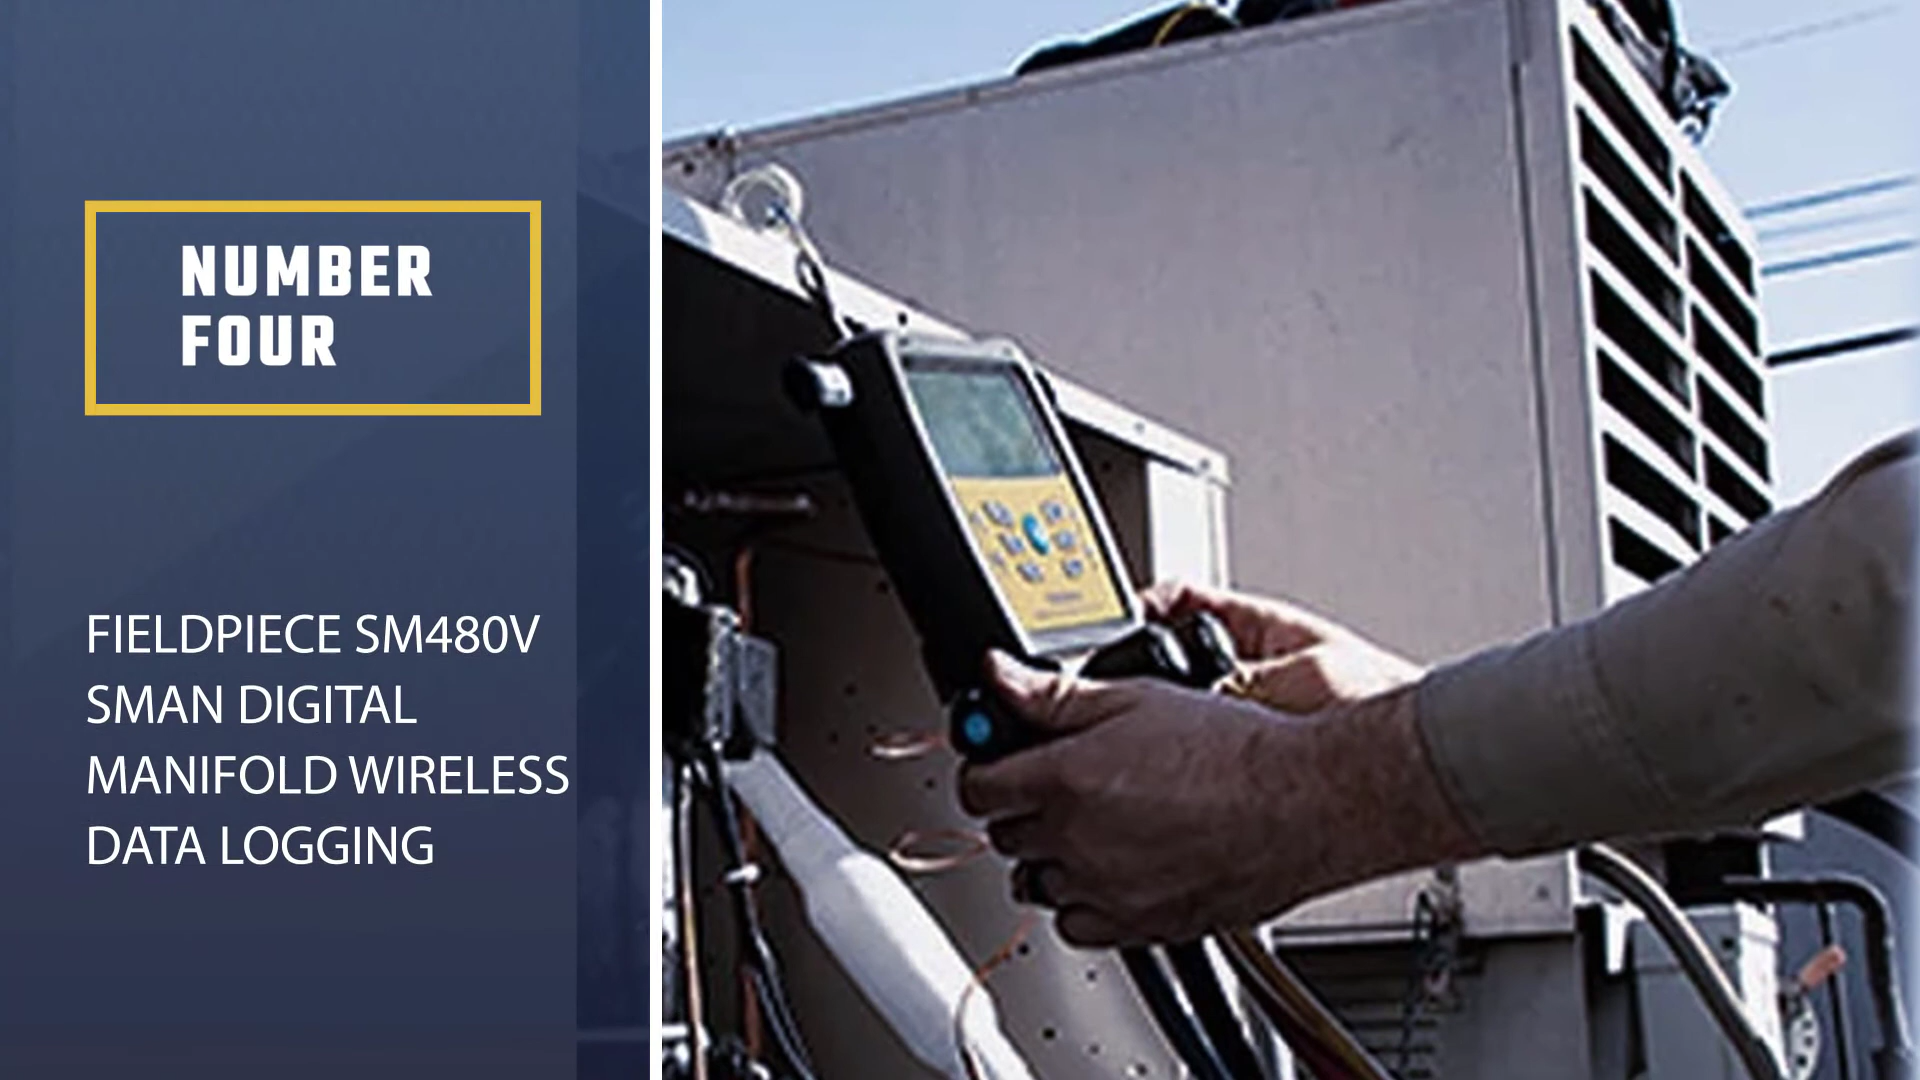 NUMBER
FOUR
FIELDPIECE SM480V
SMAN DIGITAL
MANIFOLD WIRELESS
DATA LOGGING